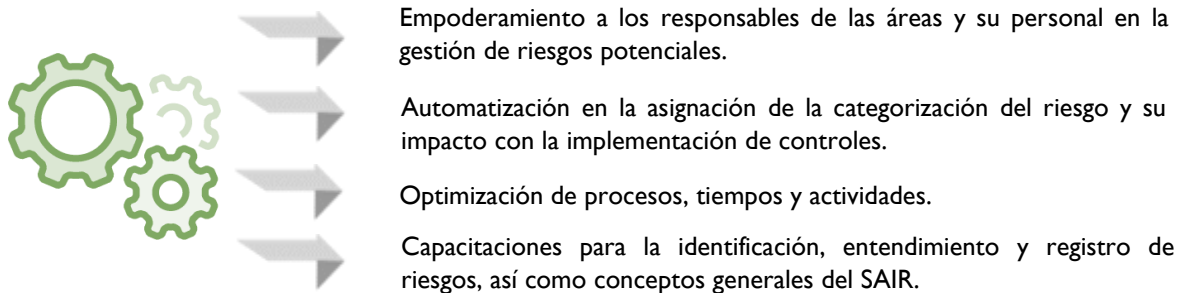 Empoderamiento a los responsables de las áreas y su personal en la
gestión de riesgos potenciales.
Automatización en la asignación de la categorización del riesgo y su
impacto con la implementación de controles.
Optimización de procesos, tiempos y actividades.
Capacitaciones para la identificación, entendimiento y registro de
riesgos, así como conceptos generales del SAIR.